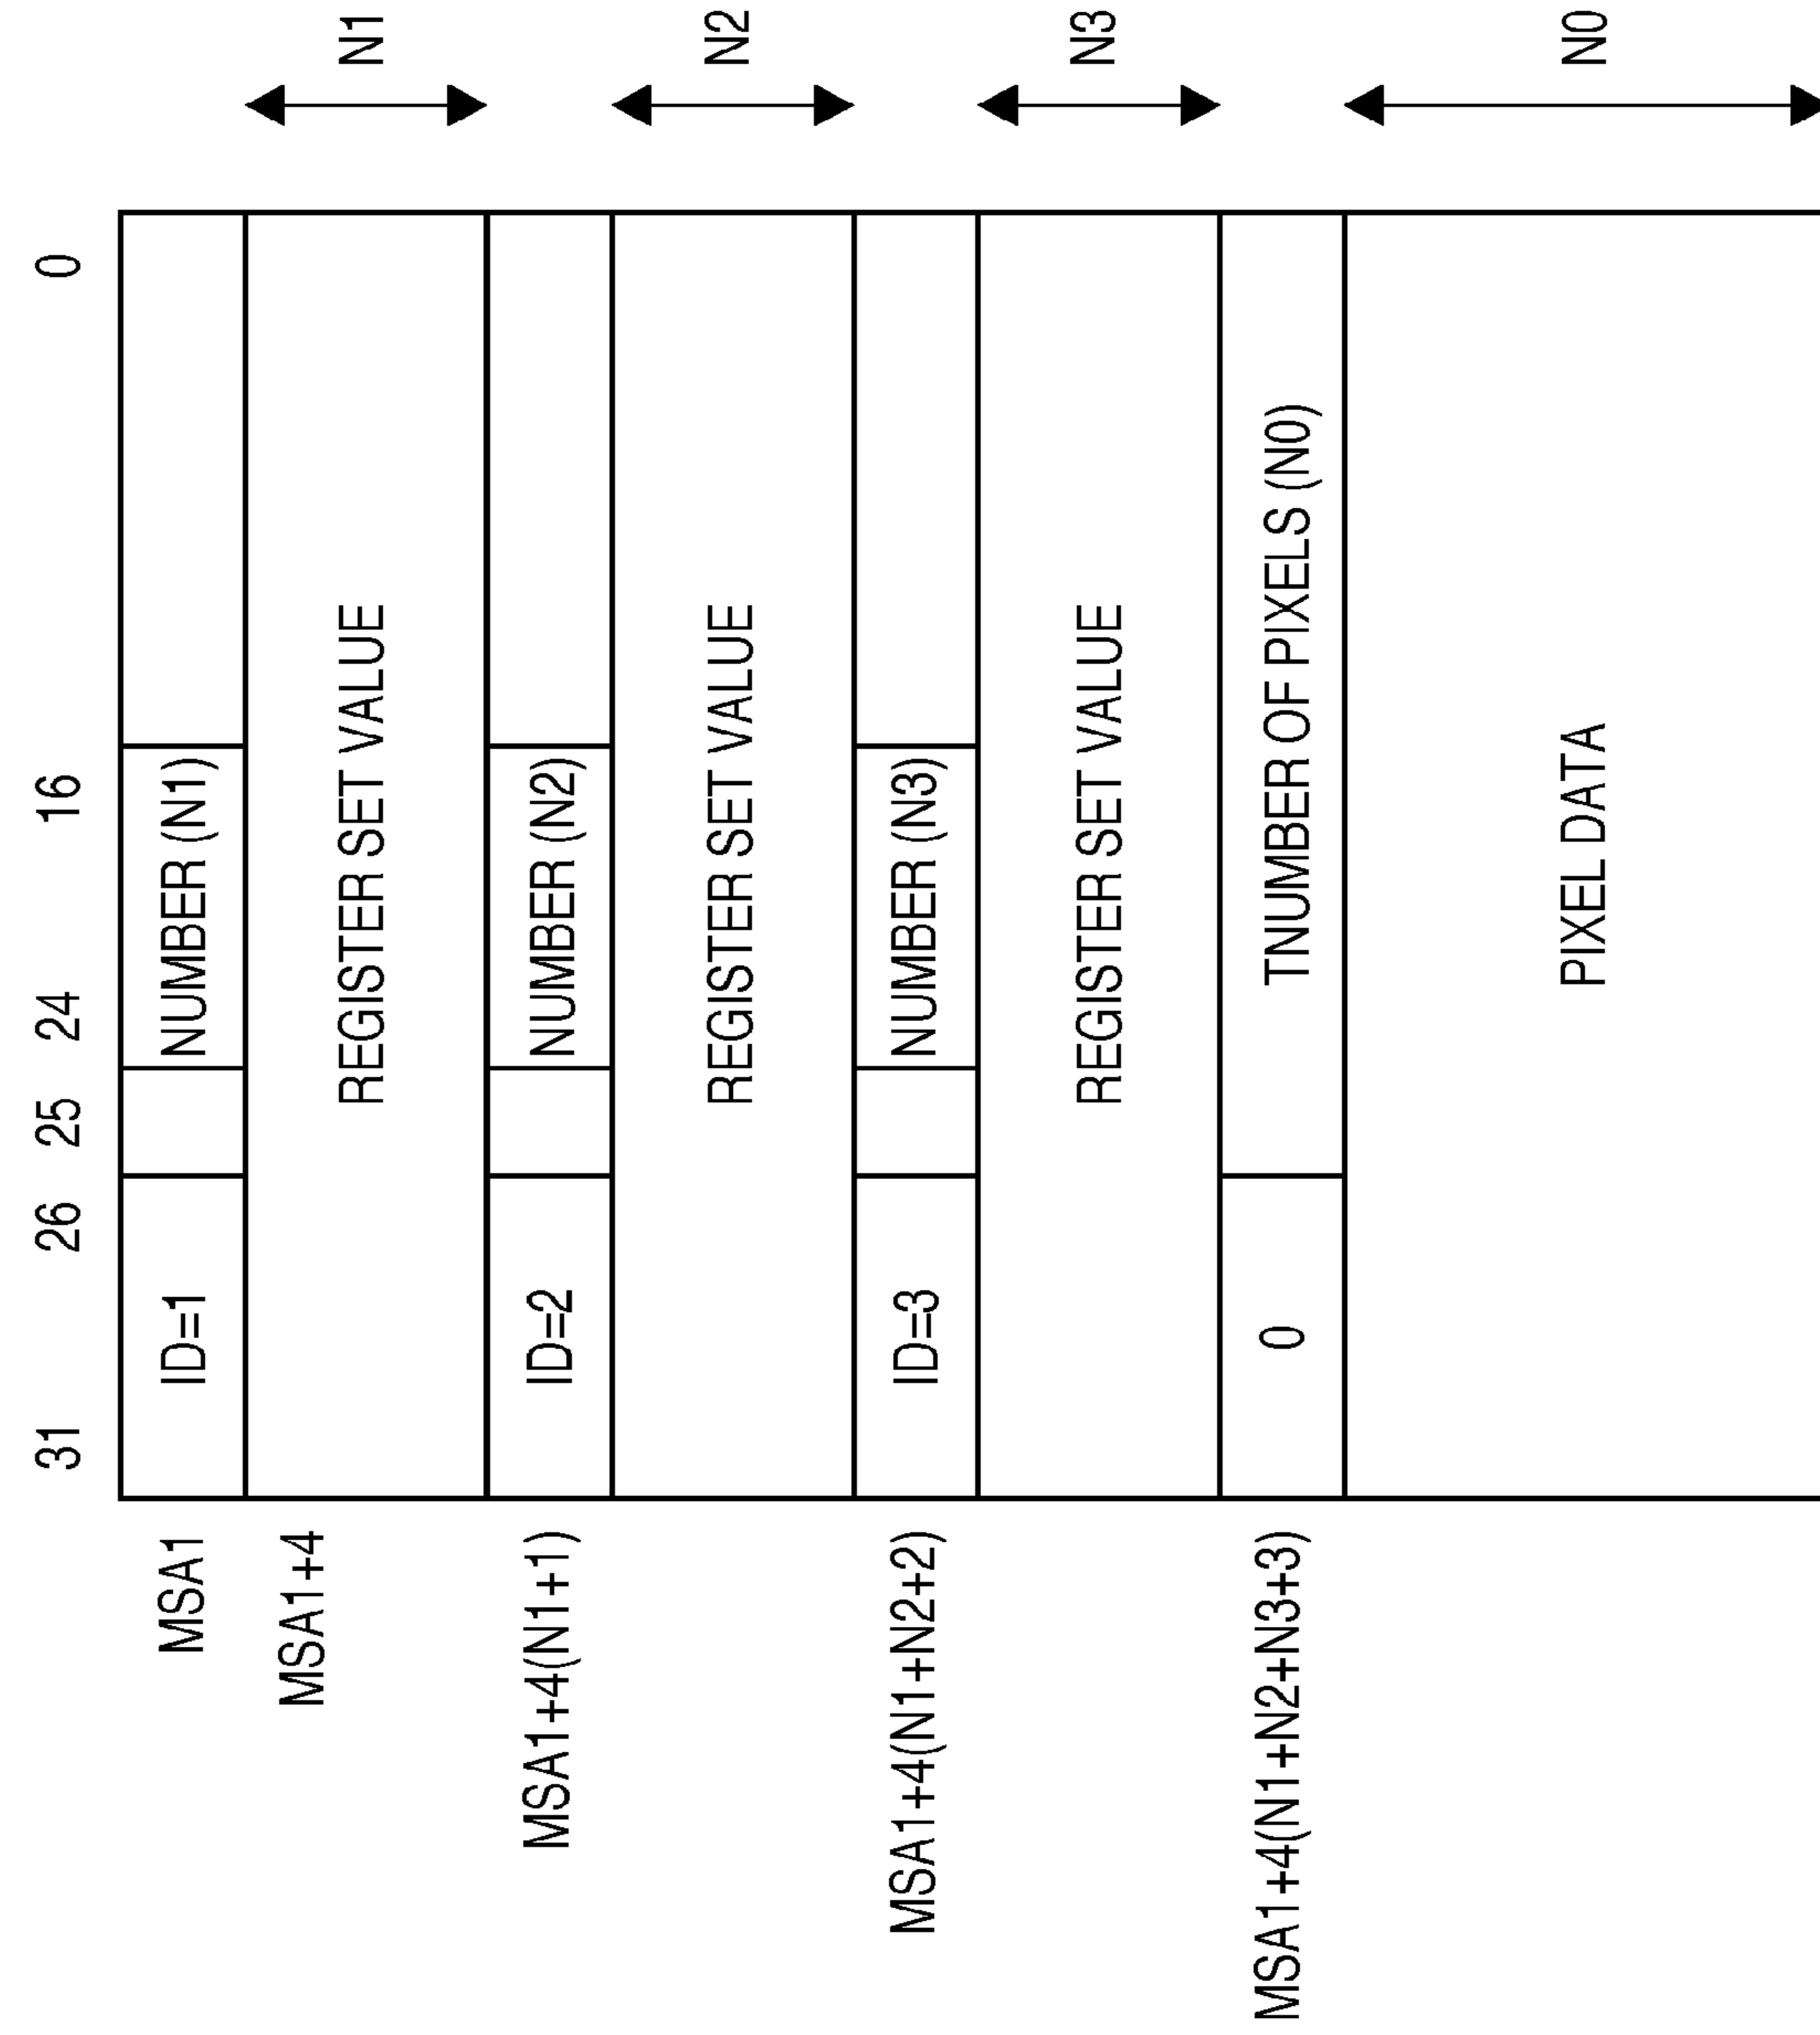 31 26 25 24 16 0
MSA1 ID=1 NUMBER (N1)
MSA1+4 REGISTER SET VALUE N1
MSA1+4(N1+1) ID=2 NUMBER (N2)
REGISTER SET VALUE N2
MSA1+4(N1+N2+2) ID=3 NUMBER (N3)
REGISTER SET VALUE N3
MSA1+4(N1+N2+N3+3) 0 TNUMBER OF PIXELS (N0)
PIXEL DATA N0